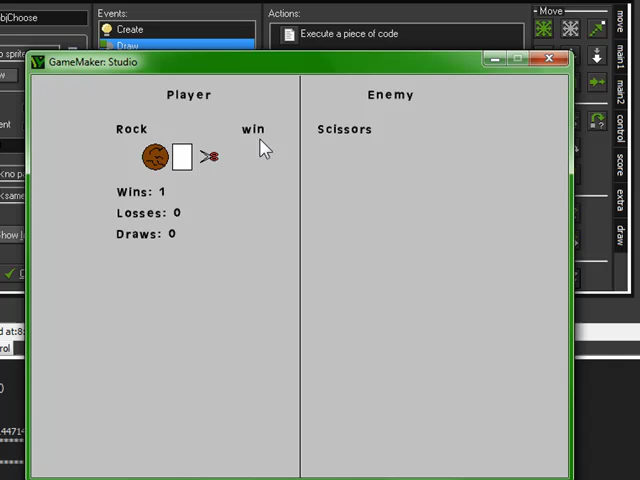 objChoose
Events:
Create
Draw
Actions:
Execute a piece of code
Move
move
main1
main2
control
score
extra
draw
GameMaker: Studio
Player
Enemy
Rock
win
Scissors
Wins: 1
Losses: 0
Draws: 0